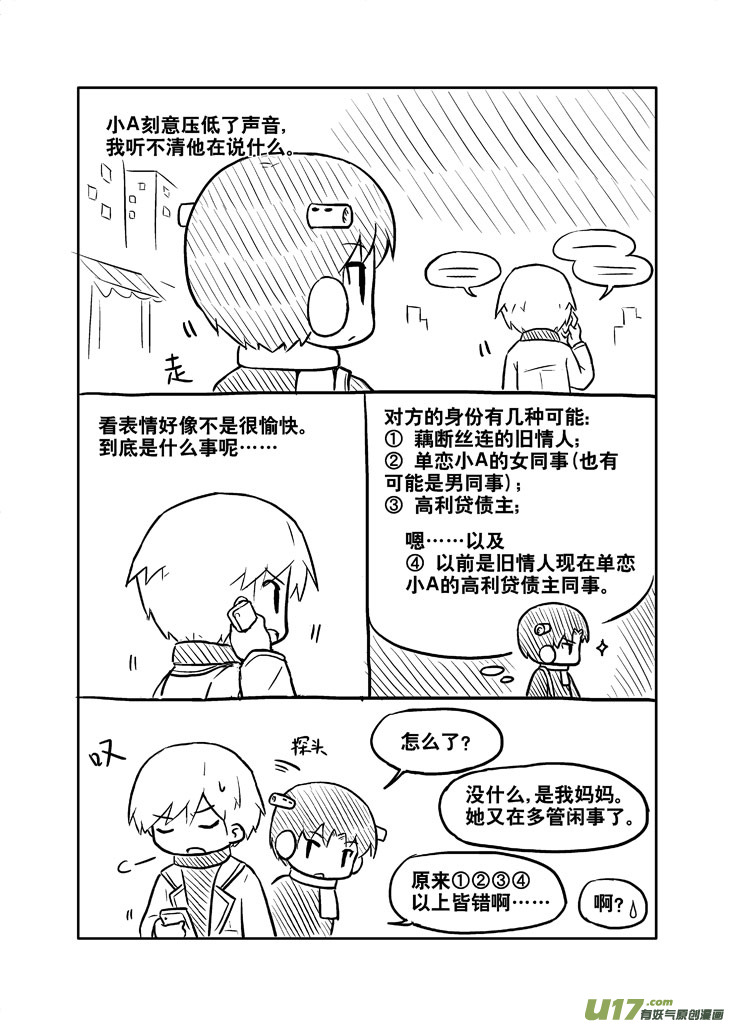 小A刻意压低了声音,
我听不清他在说什么。
走
看表情好像不是很愉快。
到底是什么事呢……
对方的身份有几种可能:
① 藕断丝连的旧情人;
② 单恋小A的女同事(也有
可能是男同事);
③ 高利贷债主;
嗯……以及
④ 以前是旧情人现在单恋
小A的高利贷债主同事。
叹
探头
怎么了?
没什么,是我妈妈。
她又在多管闲事了。
原来①②③④
以上皆错啊……
啊?
U17.com
有妖气原创漫画